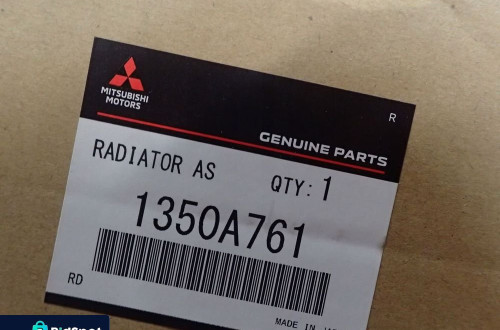 MITSUBISHI
MOTORS
R
GENUINE PARTS
RADIATOR AS
QTY: 1
1350A761
RD
MADE IN